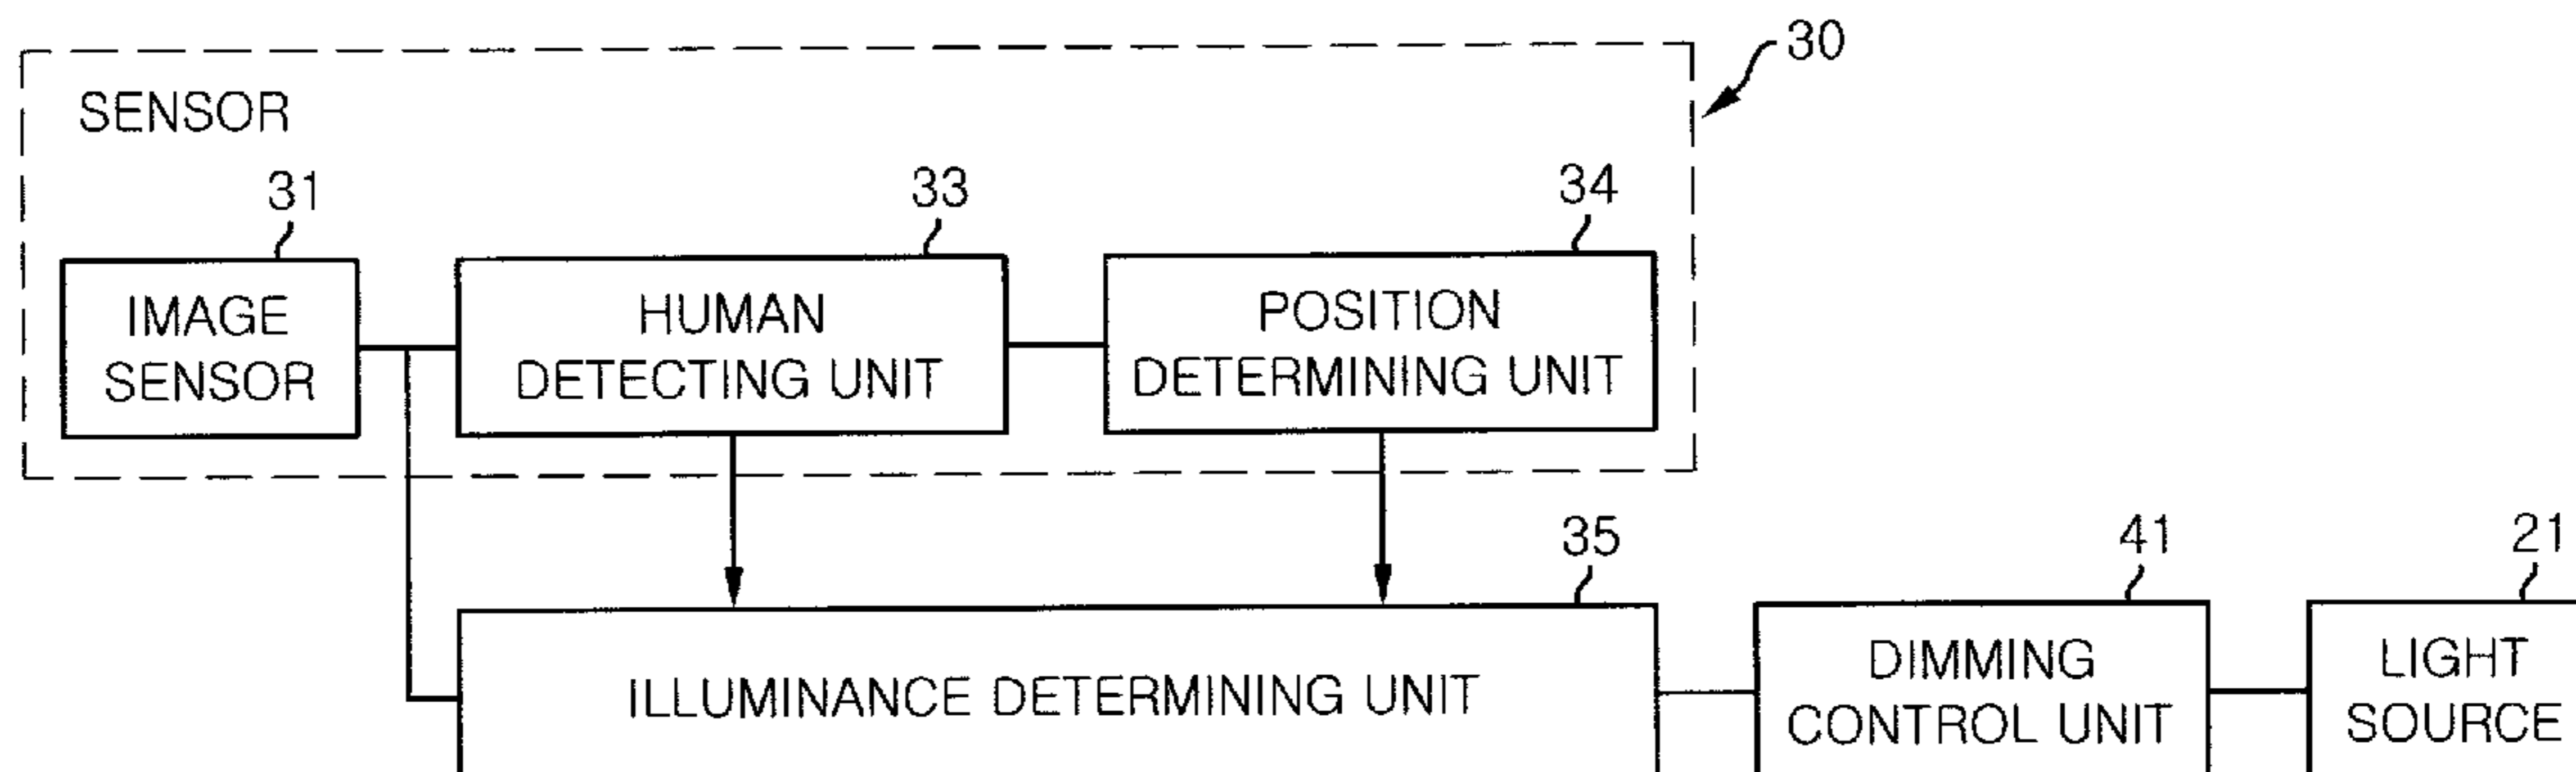 30
SENSOR
31
33
34
IMAGE
SENSOR
HUMAN
DETECTING UNIT
POSITION
DETERMINING UNIT
35
41
21
ILLUMINANCE DETERMINING UNIT
DIMMING
CONTROL UNIT
LIGHT
SOURCE